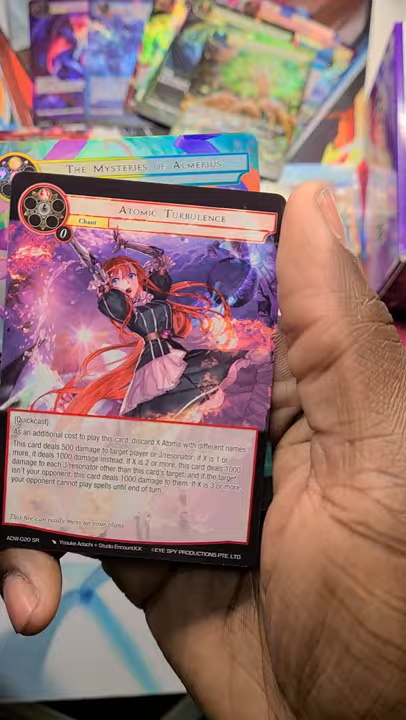 THE MYSTERIES OF ALMERIUS
ATOMIC TURBULENCE
Chant
0
[Quickcast]
As an additional cost to play this card, discard X Atoms with different names.
This card deals 500 damage to target player or J/resonator. If X is 1 or
more, it deals 1000 damage instead. If X is 2 or more, this card deals 1000
damage to each J/resonator other than this card's target, and if the target
isn't your opponent, this card deals 1000 damage to them. If X is 3 or more,
your opponent cannot play spells until end of turn.
This fire can really mess up your plans.
ADW-020 SR Yosuke Adachi + Studio EncountKK ©EYE SPY PRODUCTIONS PTE. LTD.